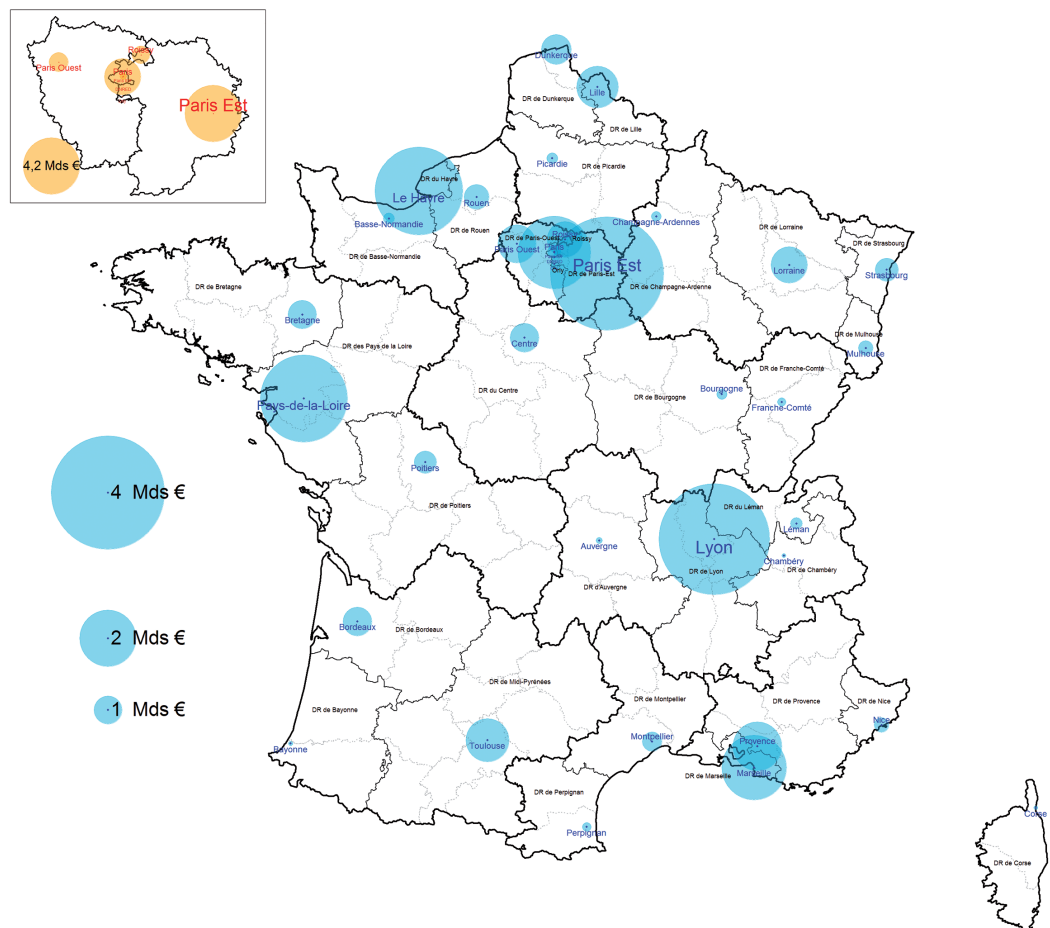 Roissy
Paris Ouest
Paris
Paris Est
4,2 Mds €
Dunkerque
Lille
DR de Dunkerque
DR de Lille
Picardie
DR de Picardie
DR du Havre
Le Havre
Rouen
Basse-Normandie
DR de Rouen
Champagne-Ardennes
DR de Lorraine
DR de Strasbourg
DR de Paris-Ouest
Roissy
Paris Ouest
Paris
Orly
Paris Est
DR de Paris-Est
DR de Basse-Normandie
Lorraine
Strasbourg
DR de Bretagne
DR de Champagne-Ardenne
Bretagne
DR des Pays de la Loire
Centre
DR de Mulhouse
Mulhouse
DR de Franche-Comté
DR du Centre
Bourgogne
DR de Bourgogne
Franche-Comté
Pays-de-la-Loire
Poitiers
4 Mds €
DR de Poitiers
DR du Léman
Léman
Auvergne
Lyon
Chambéry
DR de Lyon
DR de Chambéry
DR d'Auvergne
2 Mds €
Bordeaux
DR de Bordeaux
DR de Midi-Pyrénées
DR de Montpellier
DR de Provence
DR de Nice
1 Mds €
DR de Bayonne
Nice
Bayonne
Toulouse
Montpellier
Provence
Marseille
DR de Marseille
DR de Perpignan
Perpignan
Corse
DR de Corse